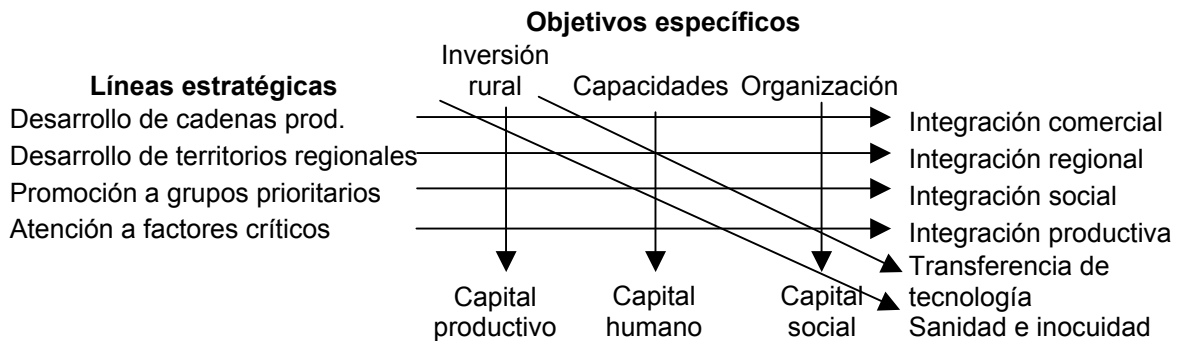 Objetivos específicos
Inversión
rural
Capacidades
Organización
Líneas estratégicas
Desarrollo de cadenas prod.
Integración comercial
Desarrollo de territorios regionales
Integración regional
Promoción a grupos prioritarios
Integración social
Atención a factores críticos
Integración productiva
Transferencia de
tecnología
Sanidad e inocuidad
Capital
productivo
Capital
humano
Capital
social